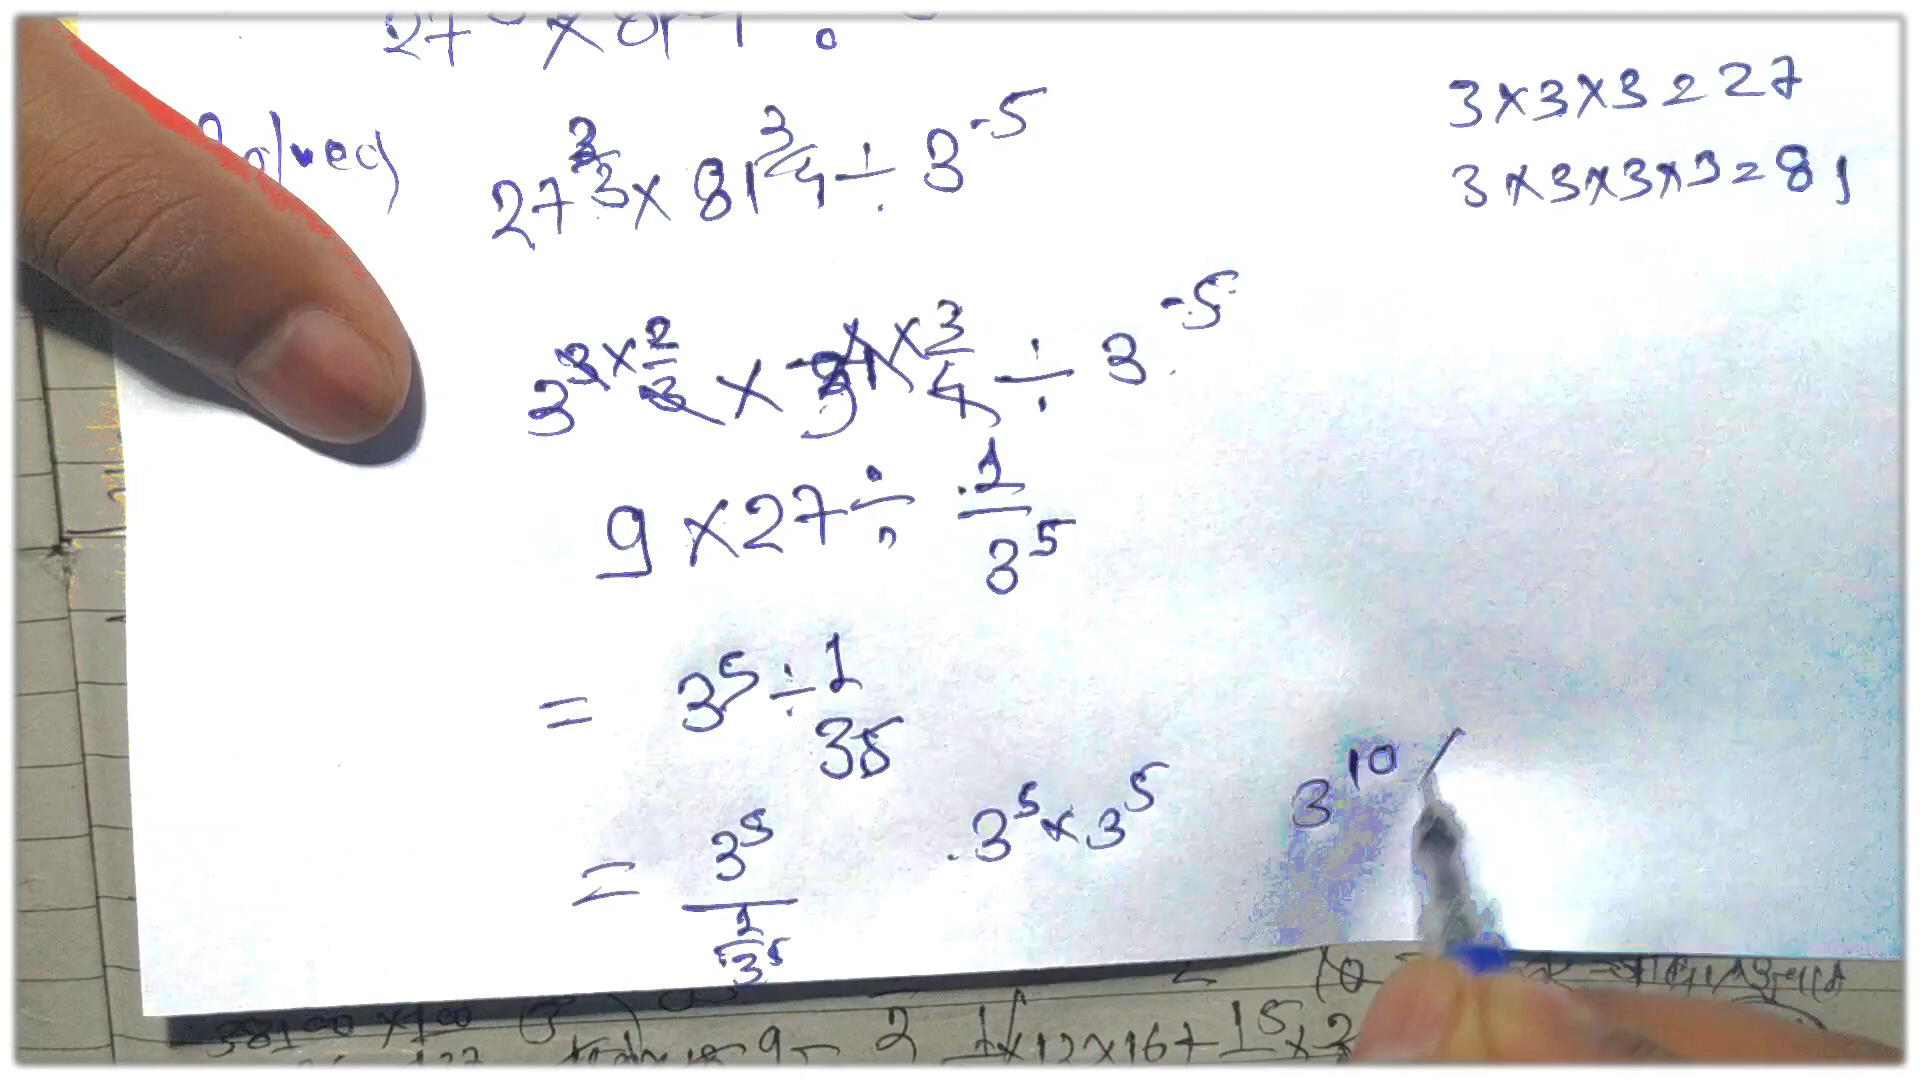 3×3×3=27
3×3×3×3=81
Solved
27^2/3 × 81^3/4 ÷ 3^-5
3^3×2/3 × 3^4×3/4 ÷ 3^-5
9 × 27 ÷ 1/3^5
= 3^5 ÷ 1/3^5
= 3^5/1/3^5 3^5 × 3^5 3^10